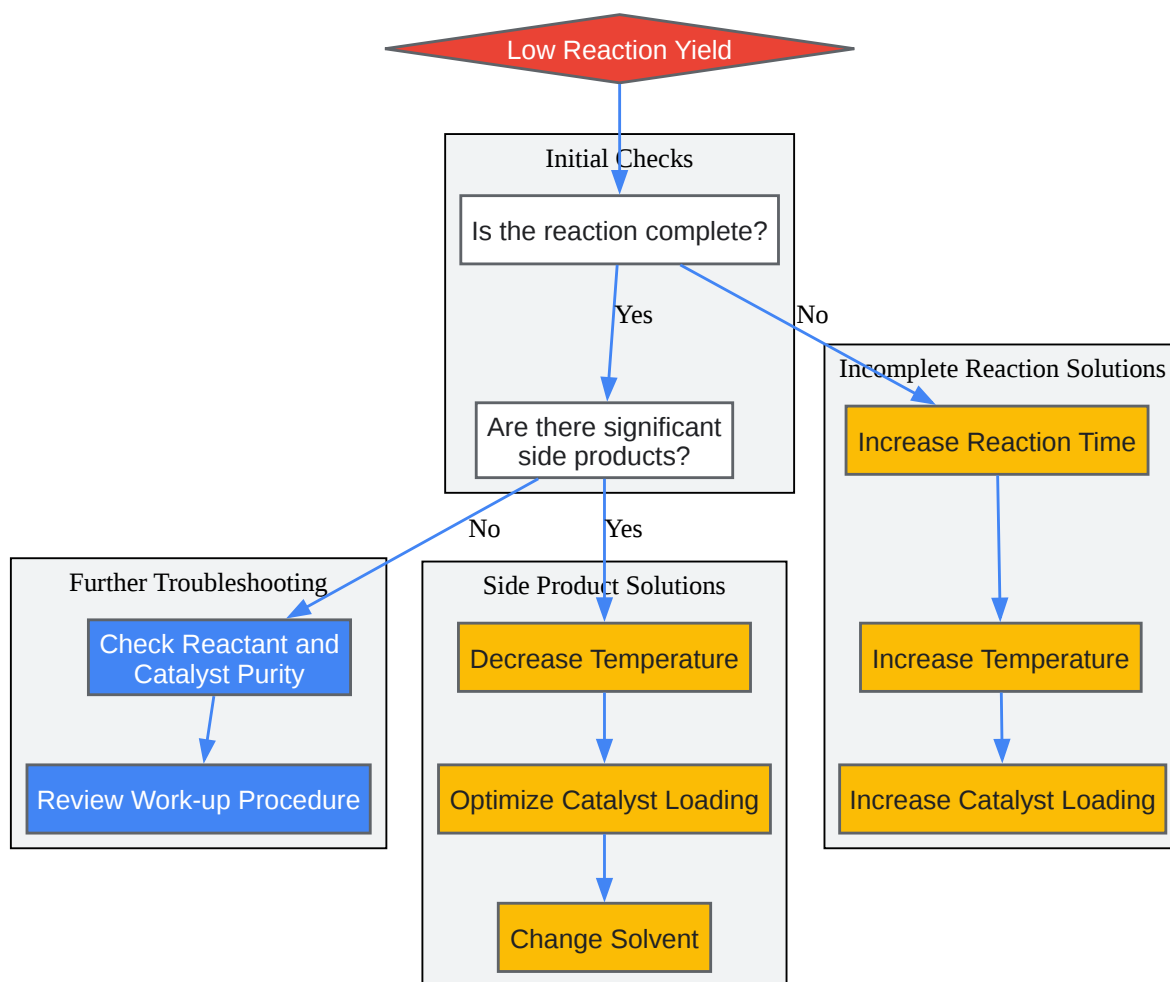 Low Reaction Yield
Initial Checks
Is the reaction complete?
Yes
No
Are there significant
side products?
Incomplete Reaction Solutions
Increase Reaction Time
Increase Temperature
Increase Catalyst Loading
No
Yes
Further Troubleshooting
Check Reactant and
Catalyst Purity
Review Work-up Procedure
Side Product Solutions
Decrease Temperature
Optimize Catalyst Loading
Change Solvent